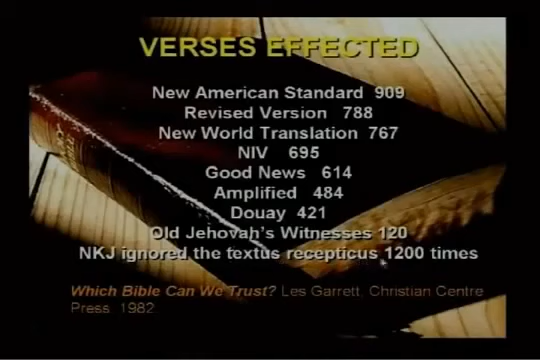 VERSES EFFECTED
New American Standard 909
Revised Version 788
New World Translation 767
NIV 695
Good News 614
Amplified 484
Douay 421
Old Jehovah's Witnesses 120
NKJ ignored the textus recepticus 1200 times
Which Bible Can We Trust? Les Garrett, Christian Centre
Press, 1982